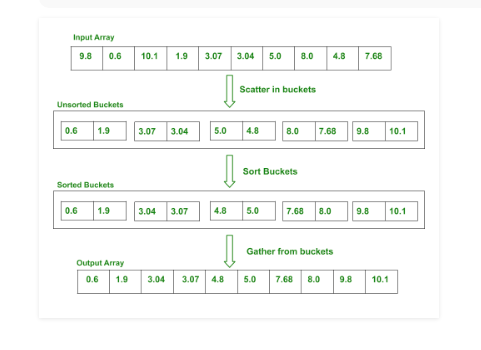 Input Array
9.8 0.6 10.1 1.9 3.07 3.04 5.0 8.0 4.8 7.68
Scatter in buckets
Unsorted Buckets
0.6 1.9 3.07 3.04 5.0 4.8 8.0 7.68 9.8 10.1
Sort Buckets
Sorted Buckets
0.6 1.9 3.04 3.07 4.8 5.0 7.68 8.0 9.8 10.1
Gather from buckets
Output Array
0.6 1.9 3.04 3.07 4.8 5.0 7.68 8.0 9.8 10.1